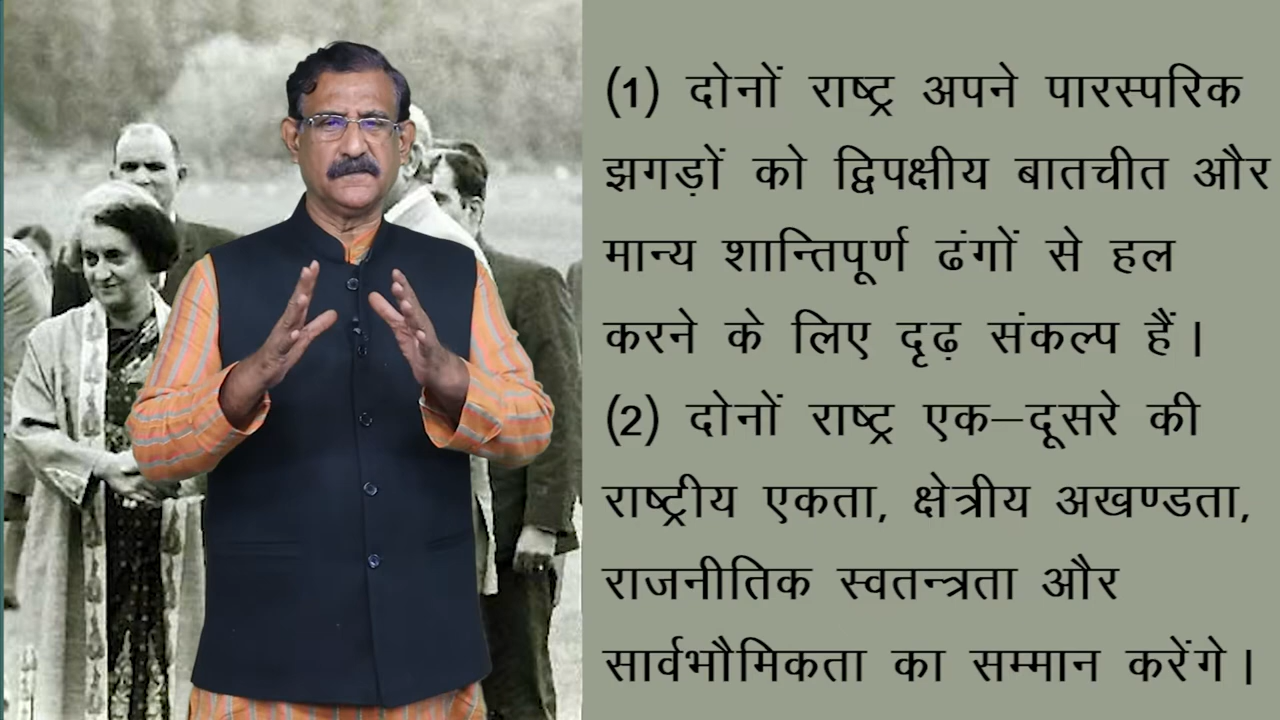 (1) दोनों राष्ट्र अपने पारस्परिक
झगड़ों को द्विपक्षीय बातचीत और
मान्य शान्तिपूर्ण ढंगों से हल
करने के लिए दृढ़ संकल्प हैं।
(2) दोनों राष्ट्र एक–दूसरे की
राष्ट्रीय एकता, क्षेत्रीय अखण्डता,
राजनीतिक स्वतन्त्रता और
सार्वभौमिकता का सम्मान करेंगे।